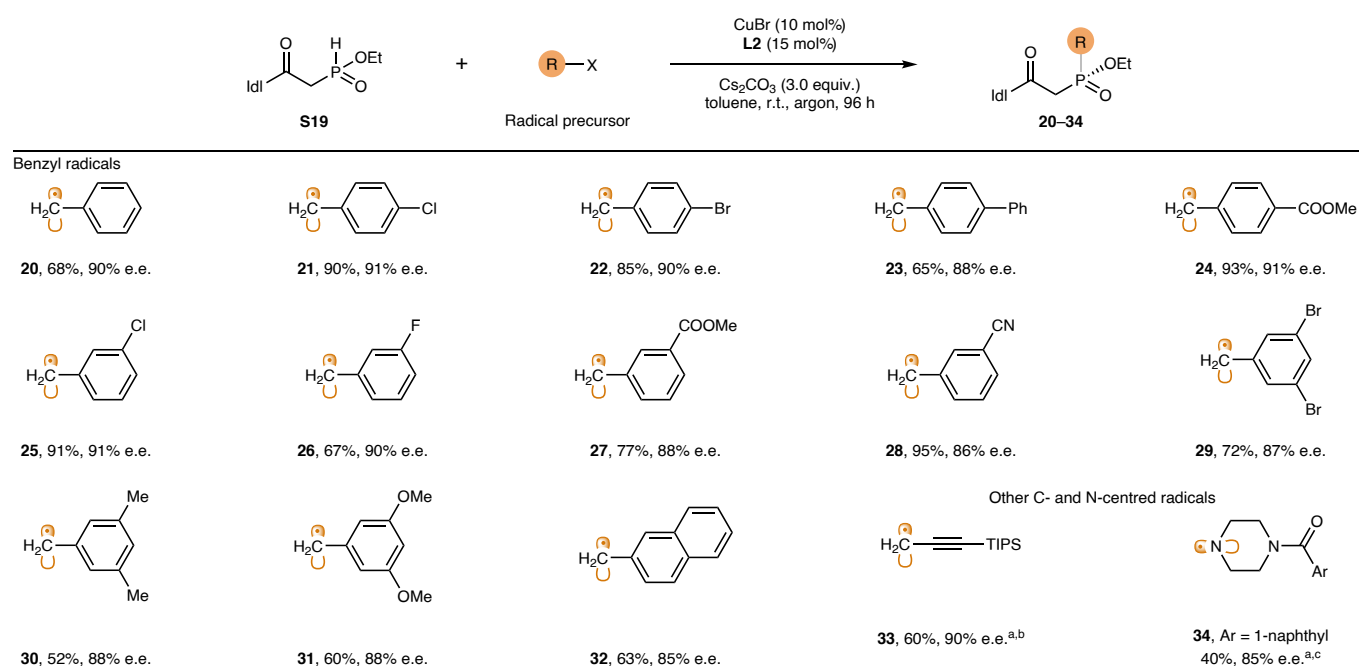 CuBr (10 mol%)
L2 (15 mol%)
Cs2CO3 (3.0 equiv.)
toluene, r.t., argon, 96 h
O
Idl
H
P
OEt
O
S19
+
R
X
Radical precursor
O
Idl
R
P
OEt
O
20–34
Benzyl radicals
H2C
20, 68%, 90% e.e.
H2C
Cl
21, 90%, 91% e.e.
H2C
Br
22, 85%, 90% e.e.
H2C
Ph
23, 65%, 88% e.e.
H2C
COOMe
24, 93%, 91% e.e.
H2C
Cl
25, 91%, 91% e.e.
H2C
F
26, 67%, 90% e.e.
H2C
COOMe
27, 77%, 88% e.e.
H2C
CN
28, 95%, 86% e.e.
H2C
Br
Br
29, 72%, 87% e.e.
H2C
Me
Me
30, 52%, 88% e.e.
H2C
OMe
OMe
31, 60%, 88% e.e.
H2C
32, 63%, 85% e.e.
Other C- and N-centred radicals
H2C
TIPS
33, 60%, 90% e.e.a,b
N
N
O
Ar
34, Ar = 1-naphthyl
40%, 85% e.e.a,c